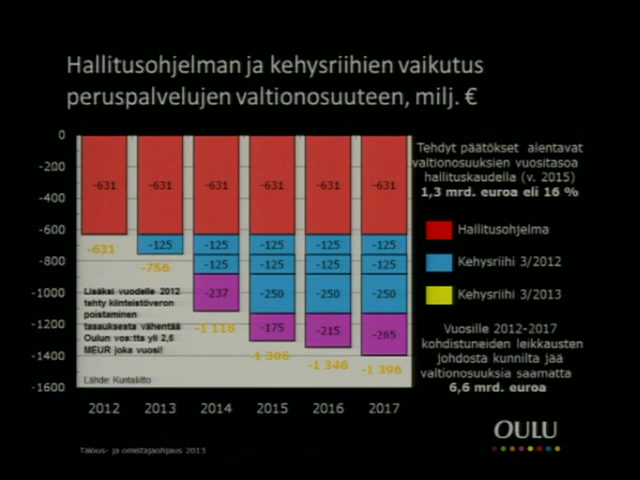 Hallitusohjelman ja kehysriihien vaikutus
peruspalvelujen valtionosuuteen, milj. €
0
-200
-400
-600
-800
-1000
-1200
-1400
-1600
-631 -631 -631 -631 -631 -631
-125 -125 -125 -125 -125
-125 -125 -125 -125
-237 -250 -250 -250
-175 -215 -265
-631
-756
-1 118
-1 306
-1 346
-1 396
Lisäksi vuodelle 2012
tehty kiinteistöveron
poistaminen
tasauksesta vähentää
Oulun vos:tta yli 2,6
MEUR joka vuosi!
Lähde: Kuntaliitto
2012 2013 2014 2015 2016 2017
Tehdyt päätökset alentavat
valtionosuuksien vuositasoa
hallituskaudella (v. 2015)
1,3 mrd. euroa eli 16 %
Hallitusohjelma
Kehysriihi 3/2012
Kehysriihi 3/2013
Vuosille 2012-2017
kohdistuneiden leikkausten
johdosta kunnilta jää
valtionosuuksia saamatta
6,6 mrd. euroa
OULU
Talous- ja omistajaohjaus 2013